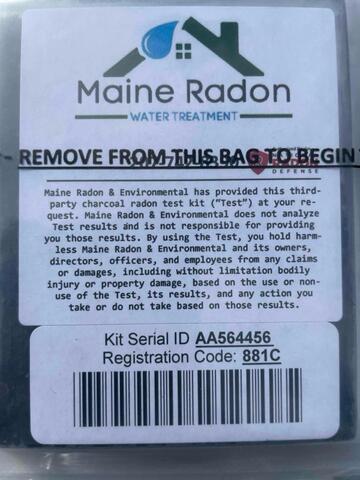 Maine Radon
WATER TREATMENT
REMOVE FROM THIS BAG TO BEGIN
DEFENSE
Maine Radon & Environmental has provided this third-
party charcoal radon test kit ("Test") at your re-
quest. Maine Radon & Environmental does not analyze
Test results and is not responsible for providing
you those results. By using the Test, you hold harm-
less Maine Radon & Environmental and its owners,
directors, officers, and employees from any claims
or damages, including without limitation bodily
injury or property damage, based on the use or non-
use of the Test, its results, and any action you
take or do not take based on those results.
Kit Serial ID AA564456
Registration Code: 881C